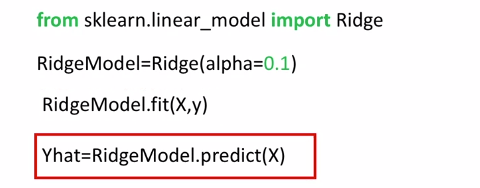 from sklearn.linear_model import Ridge
RidgeModel=Ridge(alpha=0.1)
RidgeModel.fit(X,y)
Yhat=RidgeModel.predict(X)